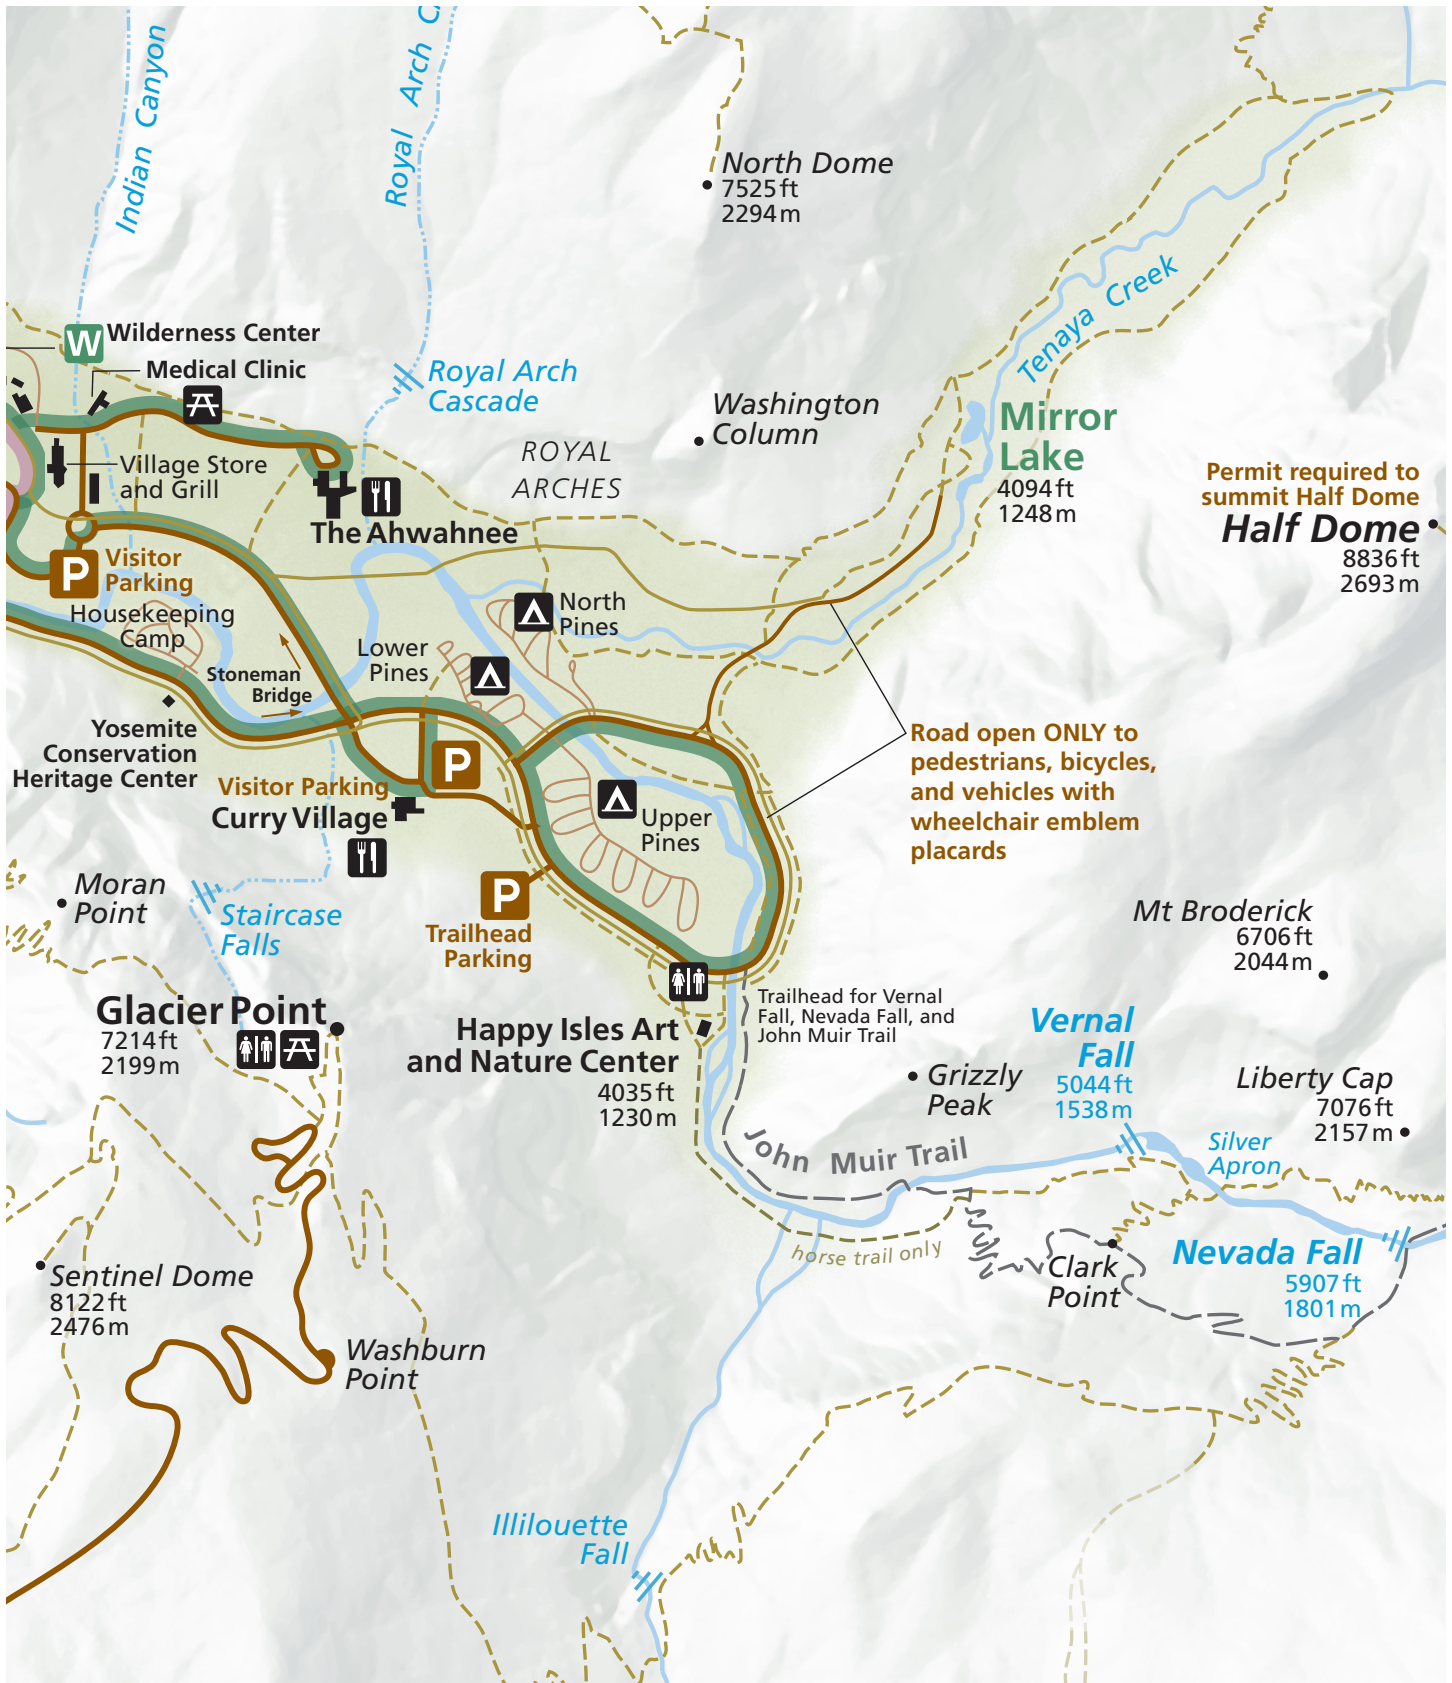 Indian Canyon
Royal Arch C
North Dome
7525 ft
2294 m
W
Wilderness Center
Medical Clinic
Royal Arch
Cascade
Tenaya Creek
Washington
Column
Mirror
Lake
4094 ft
1248 m
ROYAL
ARCHES
Village Store
and Grill
The Ahwahnee
Permit required to
summit Half Dome
Half Dome
8836 ft
2693 m
P
Visitor
Parking
Housekeeping
Camp
North
Pines
Lower
Pines
Stoneman
Bridge
Yosemite
Conservation
Heritage Center
Visitor Parking
P
Curry Village
Road open ONLY to
pedestrians, bicycles,
and vehicles with
wheelchair emblem
placards
Upper
Pines
Moran
Point
Staircase
Falls
P
Trailhead
Parking
Mt Broderick
6706 ft
2044 m
Glacier Point
7214 ft
2199 m
Trailhead for Vernal
Fall, Nevada Fall, and
John Muir Trail
Happy Isles Art
and Nature Center
4035 ft
1230 m
Vernal
Fall
5044 ft
1538 m
Grizzly
Peak
Liberty Cap
7076 ft
2157 m
John Muir Trail
Silver
Apron
horse trail only
Clark
Point
Nevada Fall
5907 ft
1801 m
Sentinel Dome
8122 ft
2476 m
Washburn
Point
Illilouette
Fall